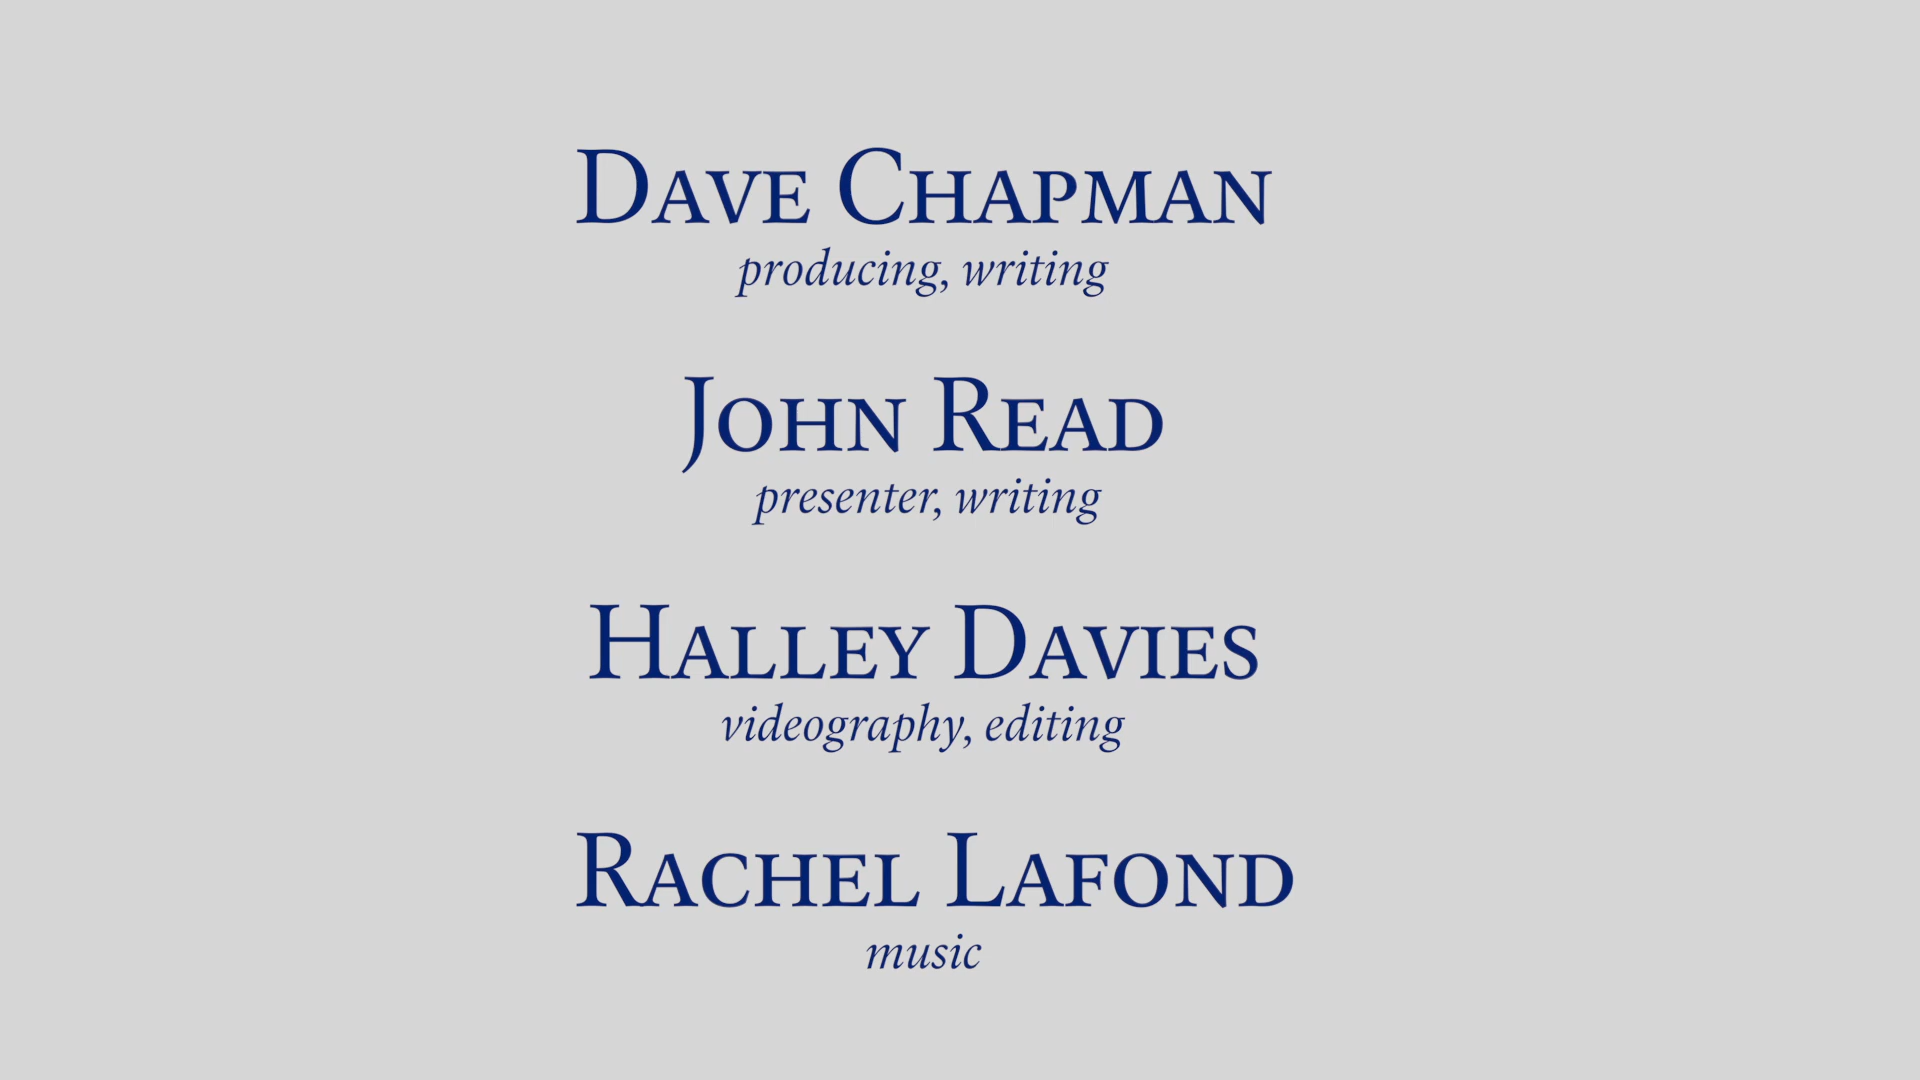 Dave Chapman
producing, writing
John Read
presenter, writing
Halley Davies
videography, editing
Rachel Lafond
music